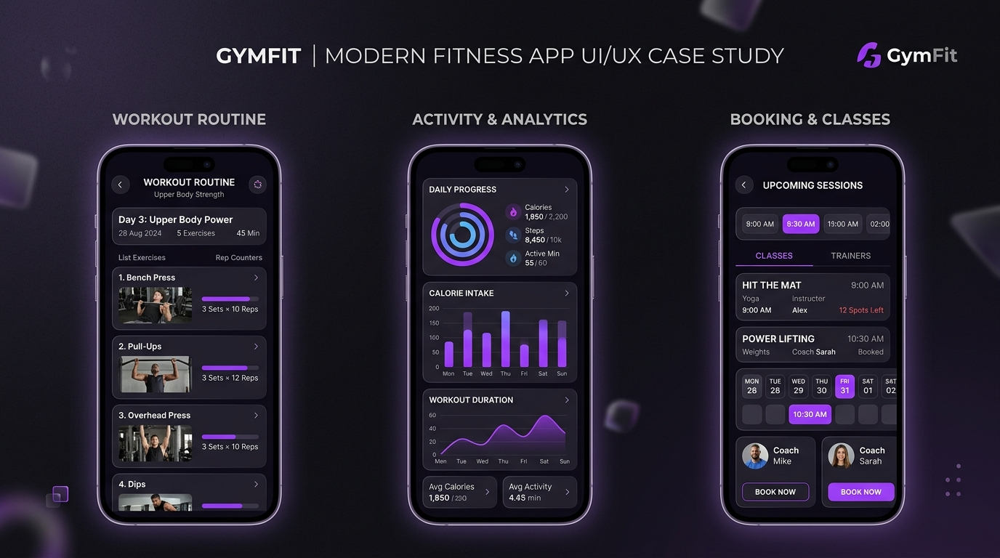 GYMFIT | MODERN FITNESS APP UI/UX CASE STUDY
GymFit
WORKOUT ROUTINE
WORKOUT ROUTINE
Upper Body Strength
Day 3: Upper Body Power
28 Aug 2024 5 Exercises 45 Min
List Exercises Rep Counters
1. Bench Press
3 Sets × 10 Reps
2. Pull-Ups
3 Sets × 12 Reps
3. Overhead Press
3 Sets × 10 Reps
4. Dips
ACTIVITY & ANALYTICS
DAILY PROGRESS
Calories
1,850 / 2,200
Steps
8,450 / 10k
Active Min
55 / 60
CALORIE INTAKE
200
150
100
50
0
Mon Tue Wed Thu Fri Sat Sun
WORKOUT DURATION
60
40
20
0
Men Tue Wed Thu Fri Sat Sun
Avg Calories
1,850
Avg Activity
4.45 min
BOOKING & CLASSES
UPCOMING SESSIONS
9:00 AM 8:30 AM 19:00 AM 02:00
CLASSES TRAINERS
HIT THE MAT 9:00 AM
Yoga Instructor
9:00 AM Alex 12 Spots Left
POWER LIFTING 10:30 AM
Weights Coach Sarah Booked
MON TUE WED THU FRI SAT SAT
26 28 29 30 31 01 02
10:30 AM
Coach
Mike
BOOK NOW
Coach
Sarah
BOOK NOW